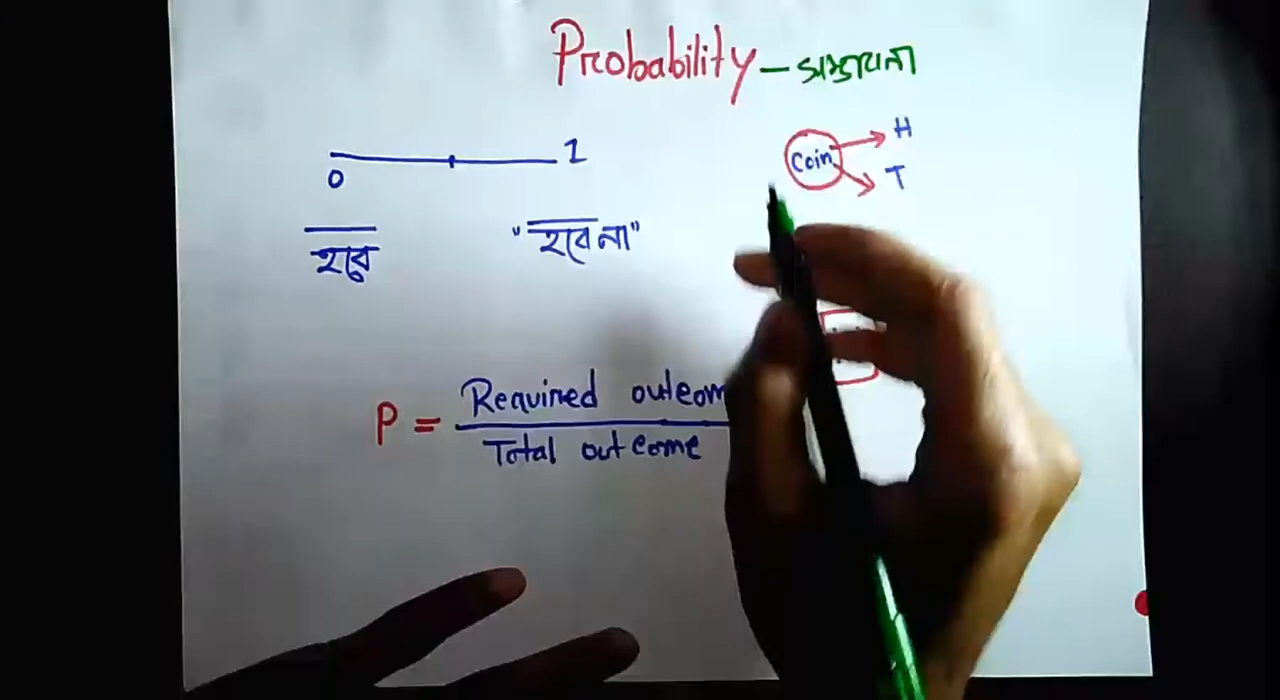 Probability – সম্ভাবনা
0 1
Coin H
T
হবে "হবে না"
P = Required outcom
Total outcome